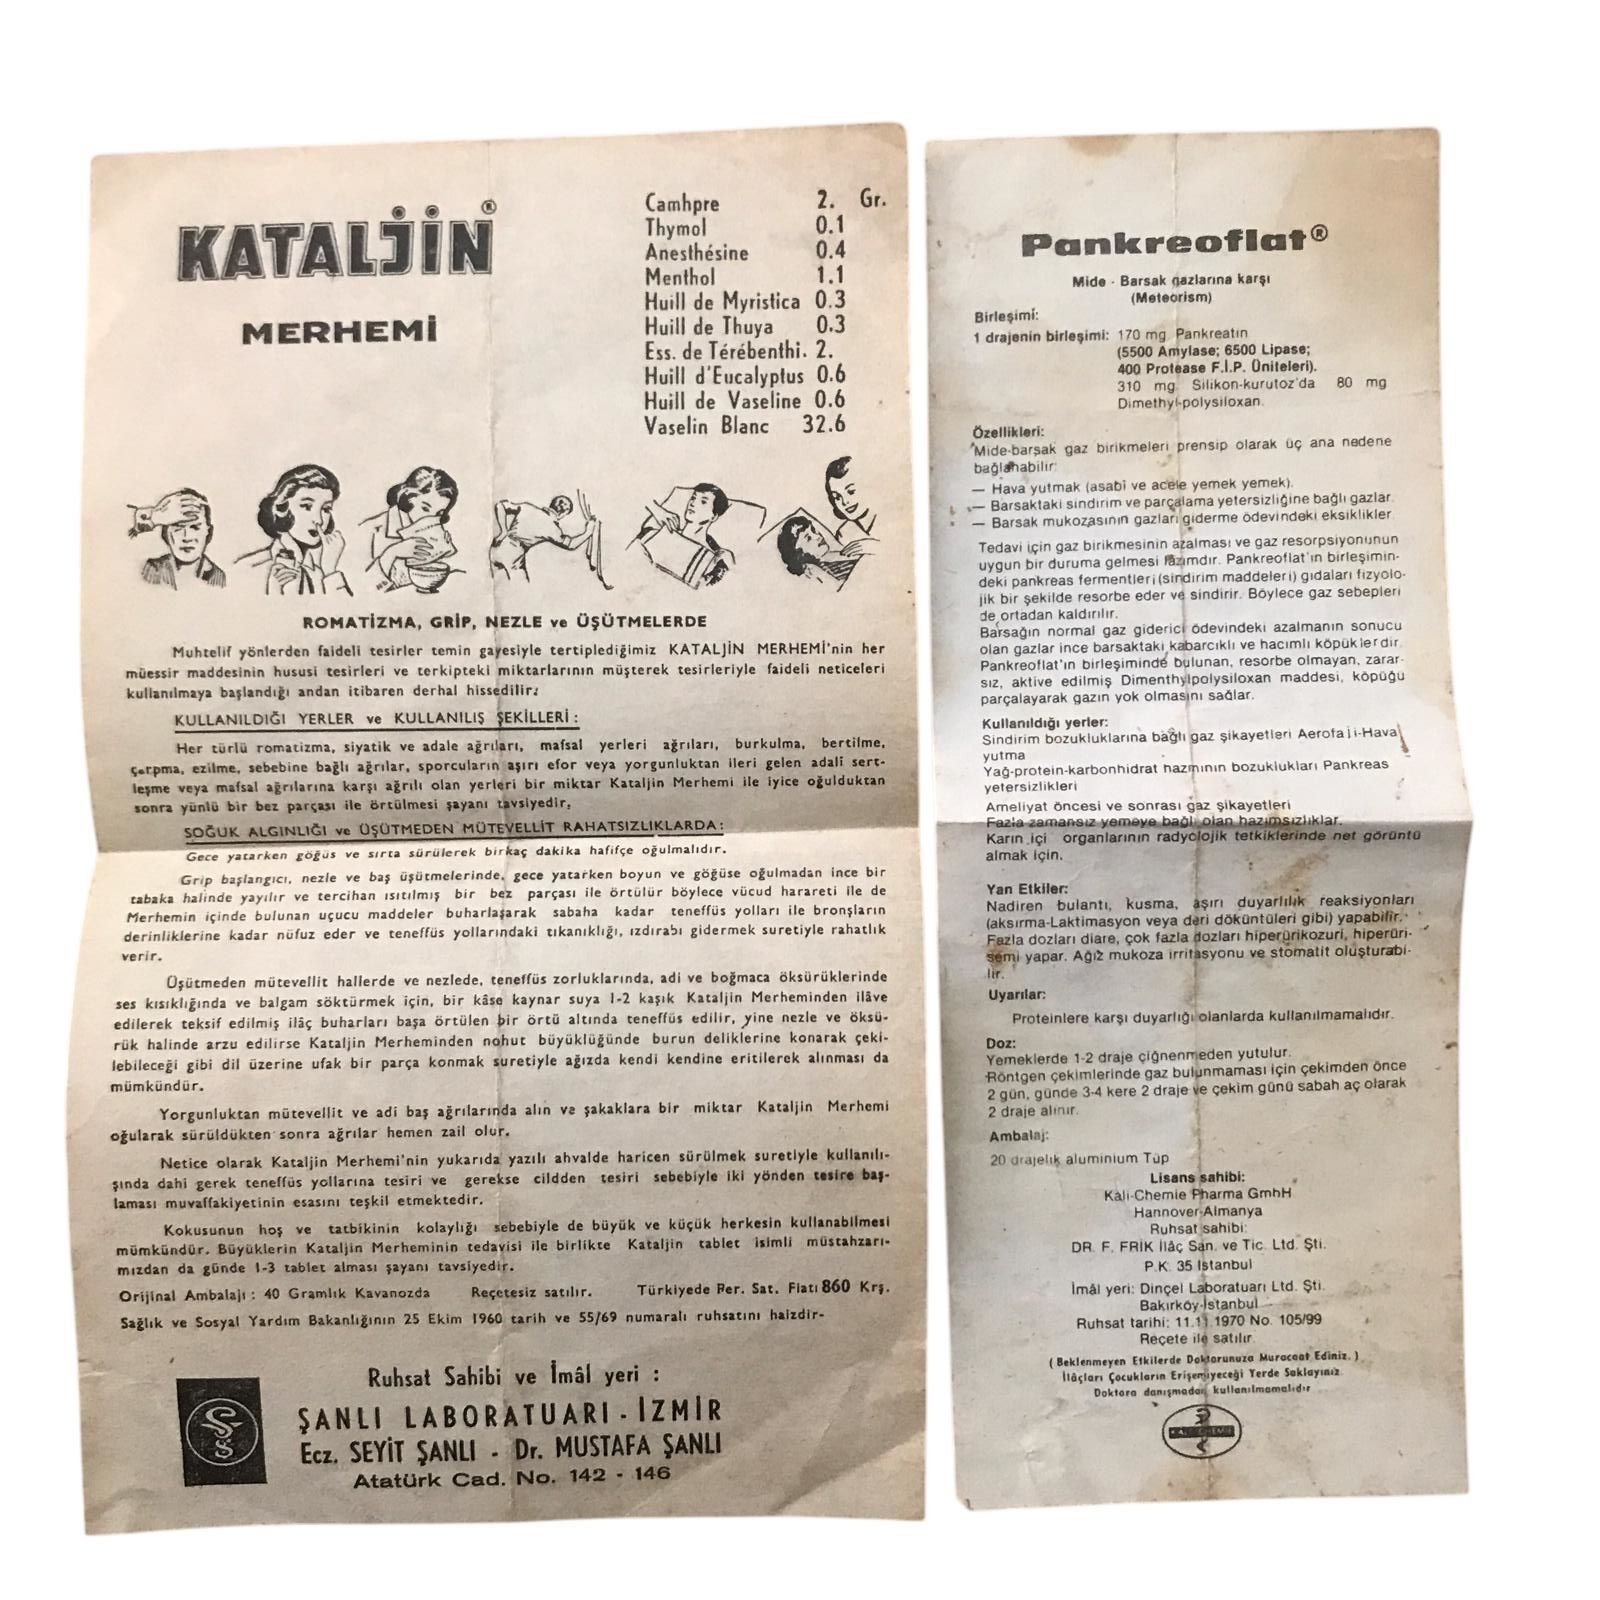 KATALJİN®
MERHEMİ
Camhpre 2. Gr.
Thymol 0.1
Anesthésine 0.4
Menthol 1.1
Huill de Myristica 0.3
Huill de Thuya 0.3
Ess. de Térébenthi. 2.
Huill d'Eucalyptus 0.6
Huill de Vaseline 0.6
Vaselin Blanc 32.6
ROMATİZMA, GRİP, NEZLE ve ÜŞÜTMELERDE
Muhtelif yönlerden faideli tesirler temin gayesiyle tertiplediğimiz KATALJİN MERHEMİ'nin her
müessir maddesinin hususi tesirleri ve terkipteki miktarlarının müşterek tesirleriyle faideli neticeleri
kullanılmaya başlandığı andan itibaren derhal hissedilir.
KULLANILDIĞI YERLER ve KULLANILIŞ ŞEKİLLERİ :
Her türlü romatizma, siyatik ve adale ağrıları, mafsal yerleri ağrıları, burkulma, bertilme,
çarpma, ezilme, sebebine bağlı ağrılar, sporcuların aşırı efor veya yorgunluktan ileri gelen adali sert-
leşme veya mafsal ağrılarına karşı ağrılı olan yerleri bir miktar Kataljin Merhemi ile iyice oğulduktan
sonra yünlü bir bez parçası ile örtülmesi şayanı tavsiyedir.
SOĞUK ALGINLIĞI ve ÜŞÜTMEDEN MÜTEVELLİT RAHATSIZLIKLARDA :
Gece yatarken göğüs ve sırta sürülerek birkaç dakika hafifçe oğulmalıdır.
Grip başlangıcı, nezle ve baş üşütmelerinde, gece yatarken boyun ve göğüse oğulmadan ince bir
tabaka halinde yayılır ve tercihan ısıtılmış bir bez parçası ile örtülür böylece vücud harareti ile de
Merhemin içinde bulunan uçucu maddeler buharlaşarak sabaha kadar teneffüs yolları ile bronşların
derinliklerine kadar nüfuz eder ve teneffüs yollarındaki tıkanıklığı, ızdırabı gidermek suretiyle rahatlık
verir.
Üşütmeden mütevellit hallerde ve nezlede, teneffüs zorluklarında, adi ve boğmaca öksürüklerinde
ses kısıklığında ve balgam söktürmek için, bir kâse kaynar suya 1-2 kaşık Kataljin Merheminden ilâve
edilerek teksif edilmiş ilâç buharları başa örtülen bir örtü altında teneffüs edilir, yine nezle ve öksü-
rük halinde arzu edilirse Kataljin Merheminden nohut büyüklüğünde burun deliklerine konarak çeki-
lebileceği gibi dil üzerine ufak bir parça konmak suretiyle ağızda kendi kendine eritilerek alınması da
mümkündür.
Yorgunluktan mütevellit ve adi baş ağrılarında alın ve şakaklara bir miktar Kataljin Merhemi
oğularak sürüldükten sonra ağrılar hemen zail olur.
Netice olarak Kataljin Merhemi'nin yukarıda yazılı ahvalde haricen sürülmek suretiyle kullanılı-
şında dahi gerek teneffüs yollarına tesiri ve gerekse cildden tesiri sebebiyle iki yönden tesire baş-
laması muvaffakiyetinin esasını teşkil etmektedir.
Kokusunun hoş ve tatbikinin kolaylığı sebebiyle de büyük ve küçük herkesin kullanabilmesi
mümkündür. Büyüklerin Kataljin Merheminin tedavisi ile birlikte Kataljin tablet isimli müstahzarı-
mızdan da günde 1-3 tablet alması şayanı tavsiyedir.
Orijinal Ambalajı : 40 Gramlık Kavanozda Reçetesiz satılır. Türkiyede Per. Sat. Fiatı 860 Krş.
Sağlık ve Sosyal Yardım Bakanlığının 25 Ekim 1960 tarih ve 55/69 numaralı ruhsatını haizdir-
Ruhsat Sahibi ve İmâl yeri :
ŞANLI LABORATUARI - İZMİR
Ecz. SEYİT ŞANLI - Dr. MUSTAFA ŞANLI
Atatürk Cad. No. 142 - 146
Pankreoflat®
Mide - Barsak gazlarına karşı
(Meteorism)
Birleşimi:
1 drajenin birleşimi: 170 mg. Pankreatin
(5500 Amylase; 6500 Lipase;
400 Protease F.İ.P. Üniteleri).
310 mg Silikon-kurutoz'da 80 mg
Dimethyl-polysiloxan.
Özellikleri:
Mide-barsak gaz birikmeleri prensip olarak üç ana nedene
bağlanabilir:
— Hava yutmak (asabî ve acele yemek yemek).
— Barsaktaki sindirim ve parçalama yetersizliğine bağlı gazlar.
— Barsak mukozasının gazları giderme ödevindeki eksiklikler.
Tedavi için gaz birikmesinin azalması ve gaz resorpsiyonunun
uygun bir duruma gelmesi lazımdır. Pankreoflat'ın birleşimin-
deki pankreas fermentleri (sindirim maddeleri) gıdaları fizyolo-
jik bir şekilde resorbe eder ve sindirir. Böylece gaz sebepleri
de ortadan kaldırılır.
Barsağın normal gaz giderici ödevindeki azalmanın sonucu
olan gazlar ince barsaktaki kabarcıklı ve hacımlı köpüklerdir.
Pankreoflat'ın birleşiminde bulunan, resorbe olmayan, zarar-
sız, aktive edilmiş Dimenthylpolysiloxan maddesi, köpüğü
parçalayarak gazın yok olmasını sağlar.
Kullanıldığı yerler:
Sindirim bozukluklarına bağlı gaz şikayetleri Aerofaji-Hava
yutma
Yağ-protein-karbonhidrat hazmının bozuklukları Pankreas
yetersizlikleri
Ameliyat öncesi ve sonrası gaz şikayetleri
Fazla zamansız yemeye bağlı olan hazımsızlıklar.
Karın içi organlarının radyolojik tetkiklerinde net görüntü
almak için.
Yan Etkiler:
Nadiren bulantı, kusma, aşırı duyarlılık reaksiyonları
(aksırma-Laktimasyon veya deri döküntüleri gibi) yapabilir.
Fazla dozları diare, çok fazla dozları hiperürikozuri, hiperüri-
semi yapar. Ağız mukoza irritasyonu ve stomatit oluşturabi-
lir.
Uyarılar:
Proteinlere karşı duyarlığı olanlarda kullanılmamalıdır.
Doz:
Yemeklerde 1-2 draje çiğnenmeden yutulur.
Röntgen çekimlerinde gaz bulunmaması için çekimden önce
2 gün, günde 3-4 kere 2 draje ve çekim günü sabah aç olarak
2 draje alınır.
Ambalaj:
20 drajelik aluminium Tüp
Lisans sahibi:
Kali-Chemie Pharma GmbH
Hannover-Almanya
Ruhsat sahibi:
DR. F. FRİK İlâç San. ve Tic. Ltd. Şti.
P.K. 35 İstanbul
İmâl yeri: Dinçel Laboratuarı Ltd. Şti.
Bakırköy-İstanbul
Ruhsat tarihi: 11.11.1970 No. 105/99
Reçete ile satılır.
(Beklenmeyen Etkilerde Doktorunuza Muracaat Ediniz.)
İlâçları Çocukların Erişemiyeceği Yerde Saklayınız
Doktora danışmadan kullanılmamalıdır
KALI-CHEMIE